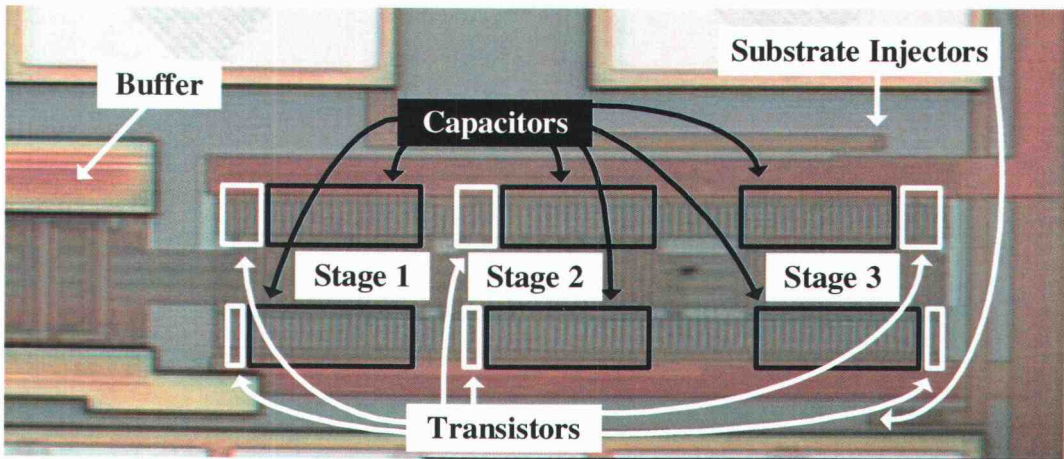 Substrate Injectors
Buffer
Capacitors
Stage 1
Stage 2
Stage 3
Transistors